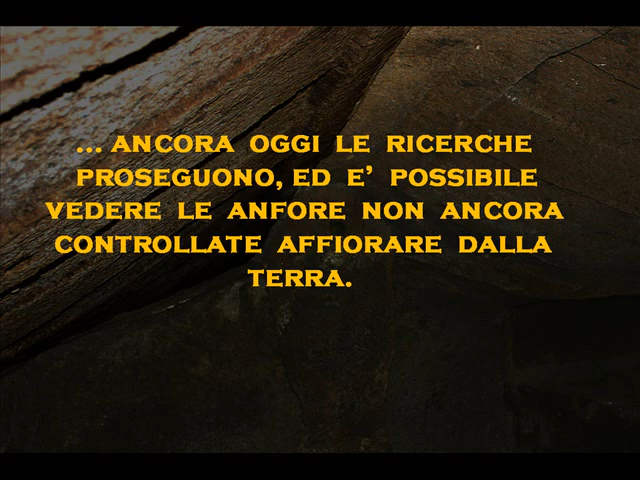 ... ANCORA OGGI LE RICERCHE
PROSEGUONO, ED E' POSSIBILE
VEDERE LE ANFORE NON ANCORA
CONTROLLATE AFFIORARE DALLA
TERRA.